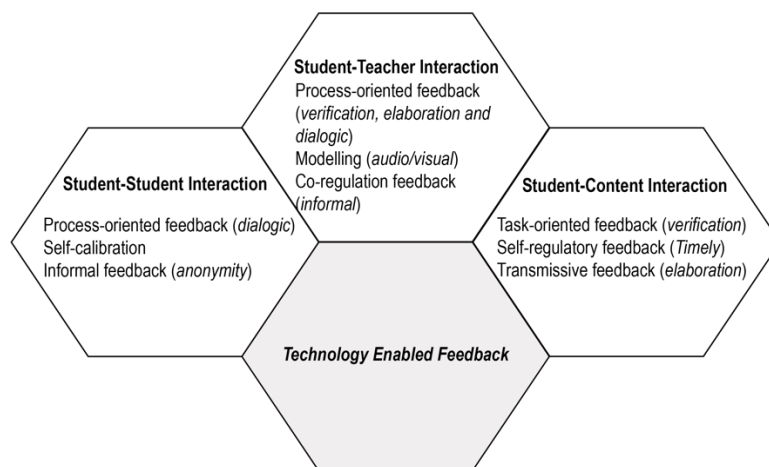 Student-Teacher Interaction
Process-oriented feedback
(verification, elaboration and
dialogic)
Modelling (audio/visual)
Co-regulation feedback
(informal)
Student-Student Interaction
Process-oriented feedback (dialogic)
Self-calibration
Informal feedback (anonymity)
Student-Content Interaction
Task-oriented feedback (verification)
Self-regulatory feedback (Timely)
Transmissive feedback (elaboration)
Technology Enabled Feedback